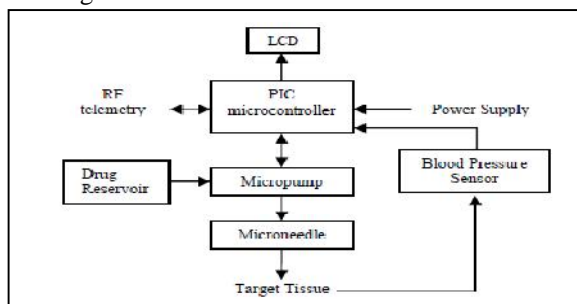 LCD
RF
telemetry
PIC
microcontroller
Power Supply
Drug
Reservoir
Micropump
Blood Pressure
Sensor
Microneedle
Target Tissue